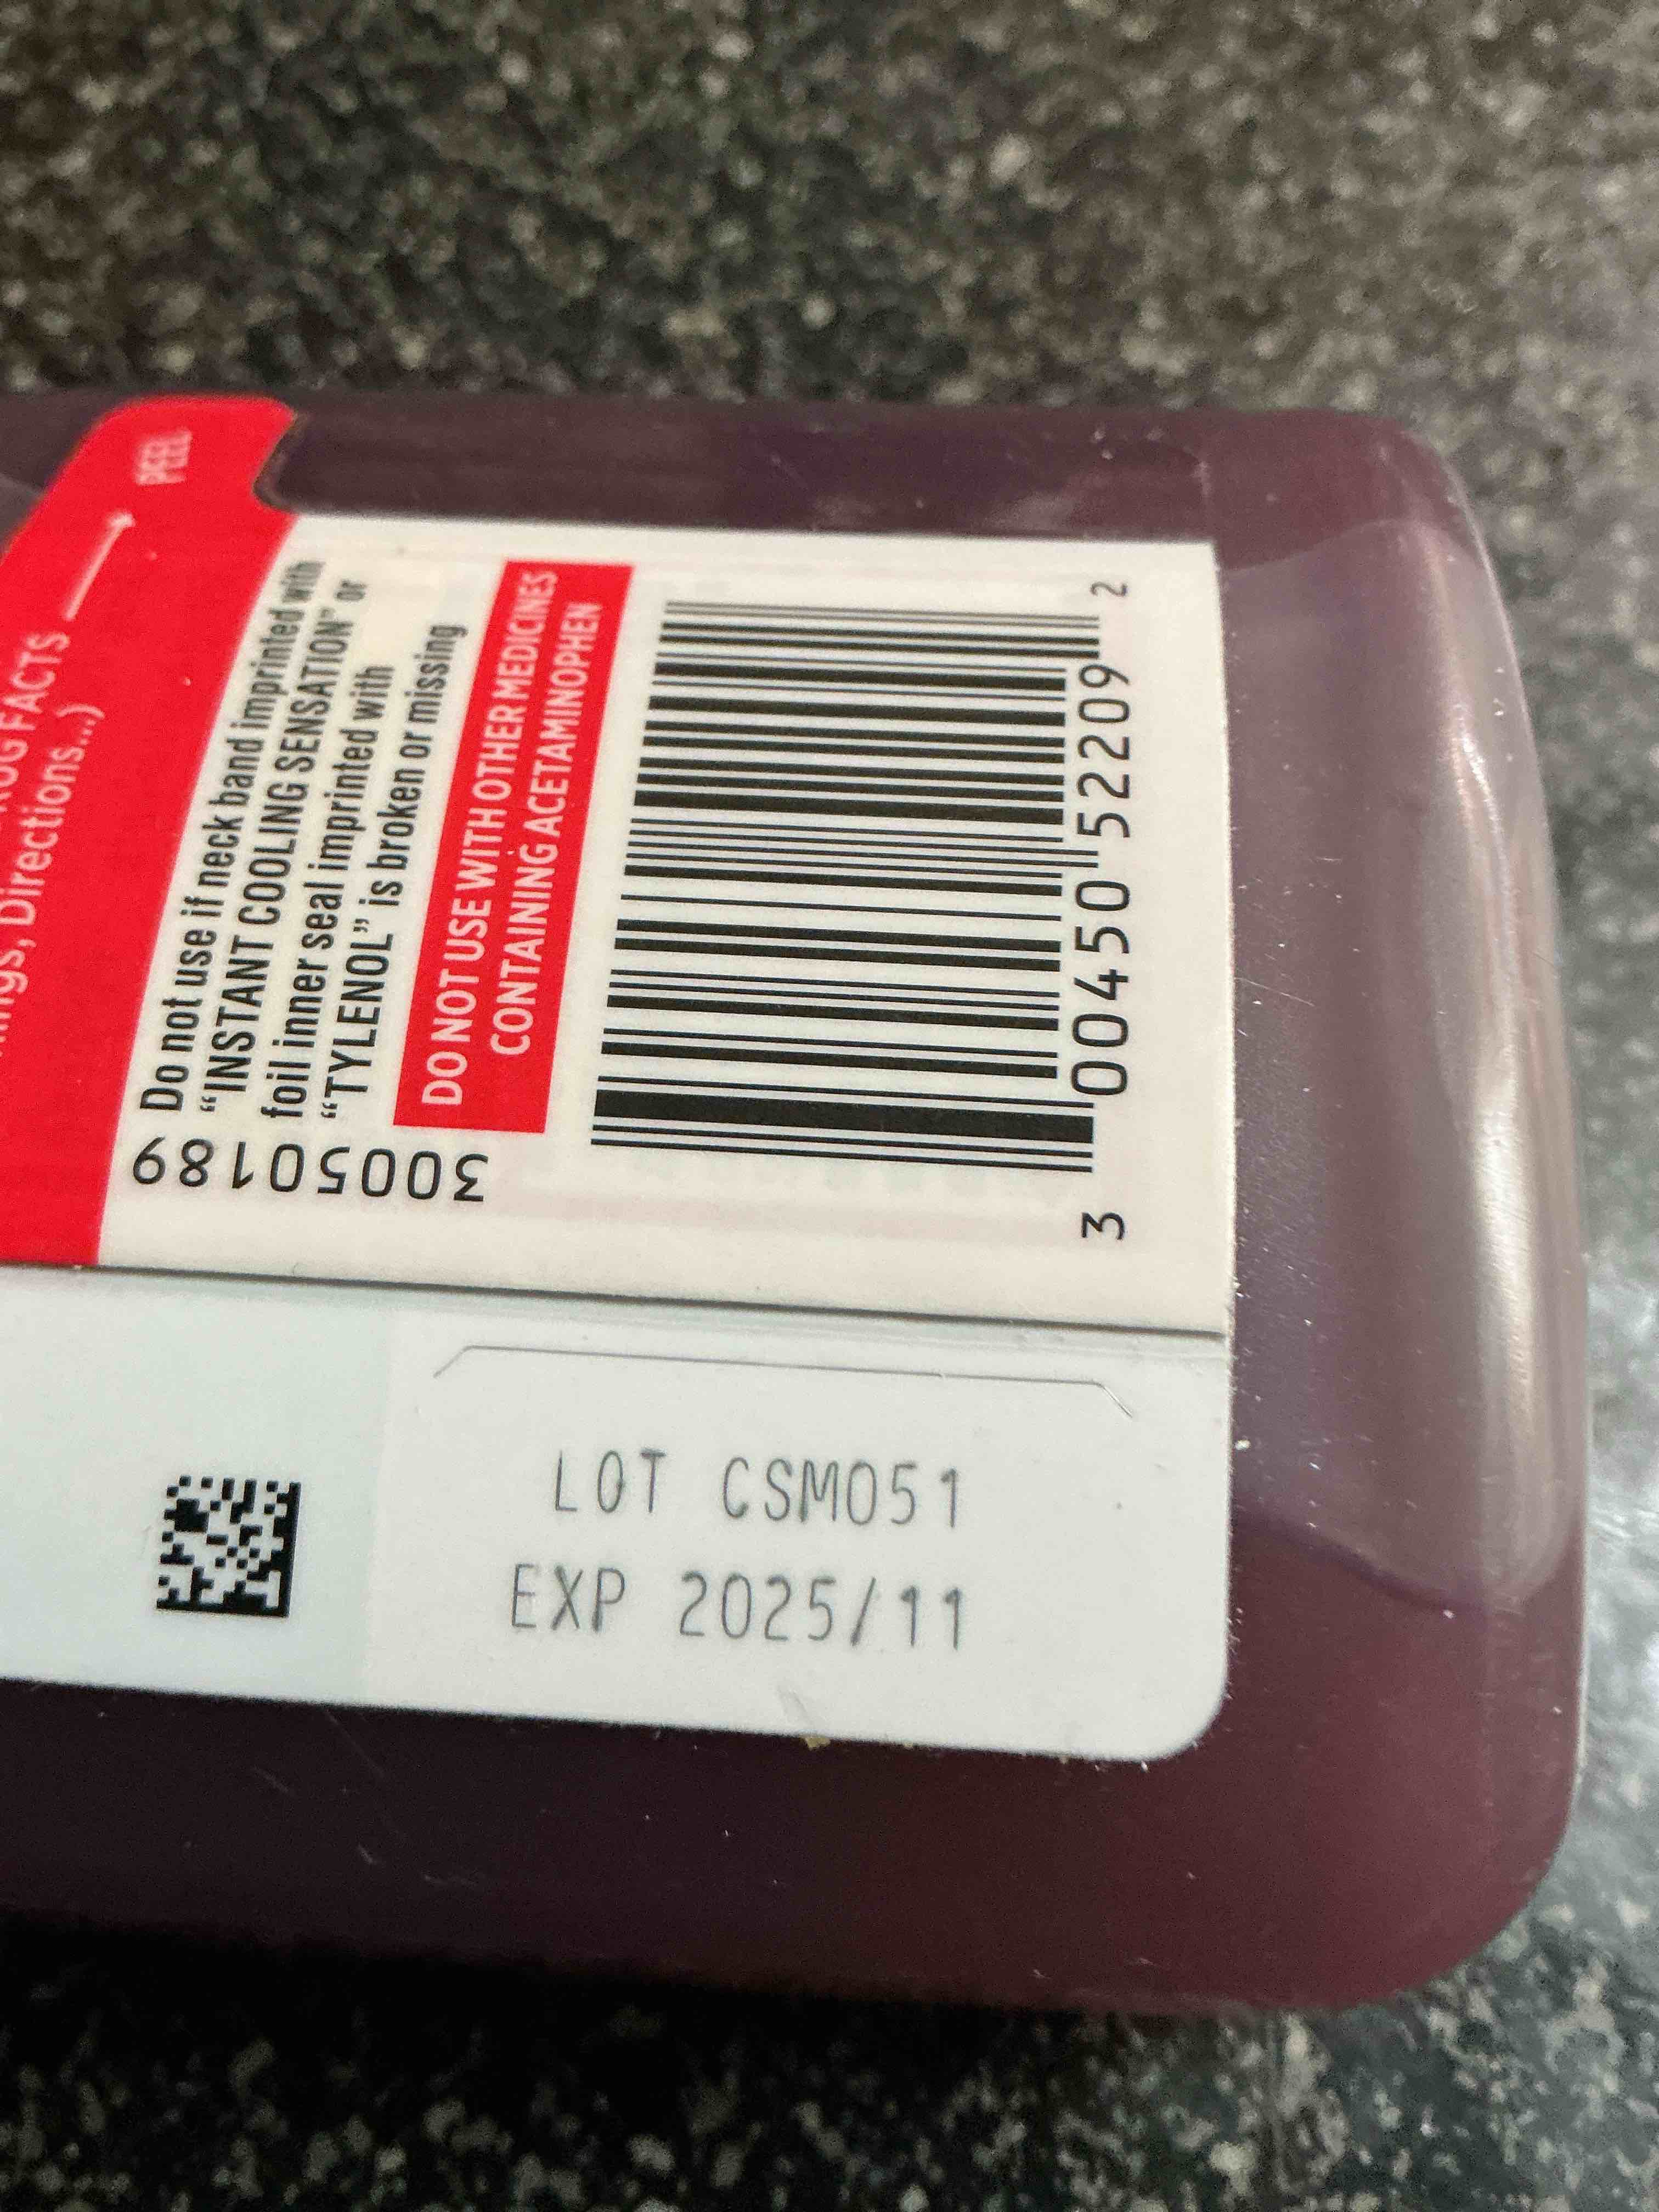 PEEL
FACTS
Directions...)
Do not use if neck band imprinted with
“INSTANT COOLING SENSATION” or
foil inner seal imprinted with
“TYLENOL” is broken or missing
30050189
DO NOT USE WITH OTHER MEDICINES
CONTAINING ACETAMINOPHEN
3 00450 52209 2
LOT CSM051
EXP 2025/11